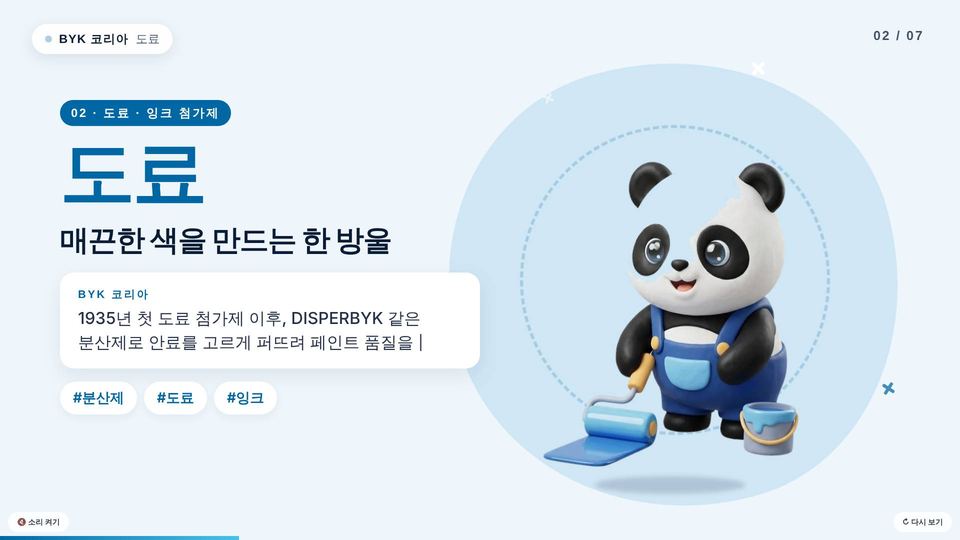 BYK 코리아 도료
02 / 07
02 · 도료 · 잉크 첨가제
도료
매끈한 색을 만드는 한 방울
BYK 코리아
1935년 첫 도료 첨가제 이후, DISPERBYK 같은
분산제로 안료를 고르게 퍼뜨려 페인트 품질을 |
#분산제 #도료 #잉크
소리 켜기
다시 보기